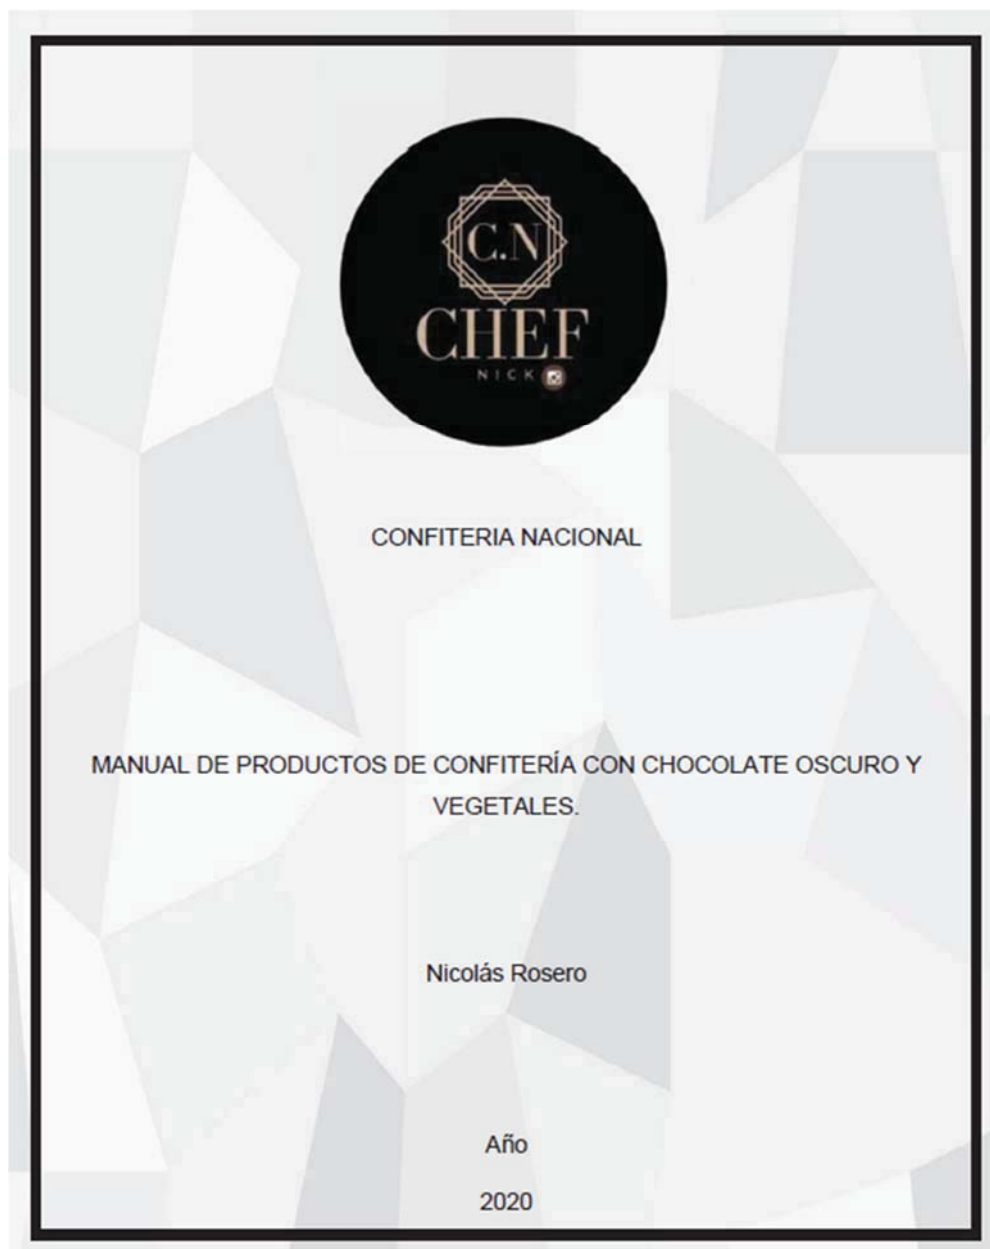 C.N
CHEF
NICK
CONFITERIA NACIONAL
MANUAL DE PRODUCTOS DE CONFITERÍA CON CHOCOLATE OSCURO Y
VEGETALES.
Nicolás Rosero
Año
2020